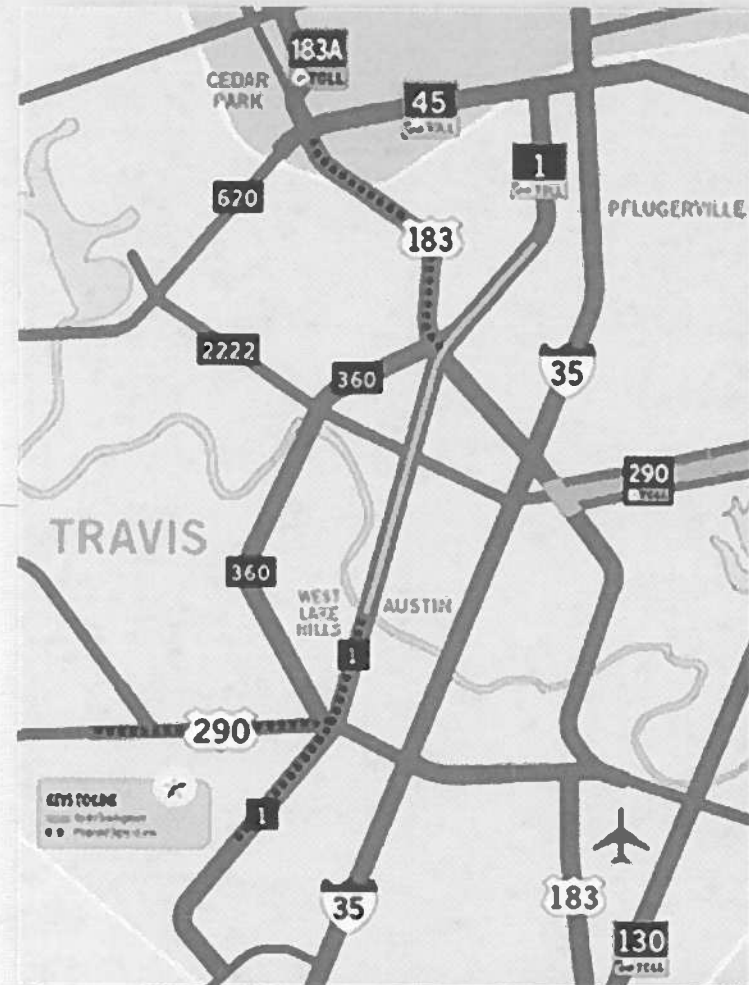 183A
TOLL
CEDAR
PARK
45
TOLL
1
TOLL
620
PFLUGERVILLE
183
2222
360
35
290
TOLL
TRAVIS
360
WEST
LAKE
HILLS
AUSTIN
1
290
1
35
183
130
TOLL